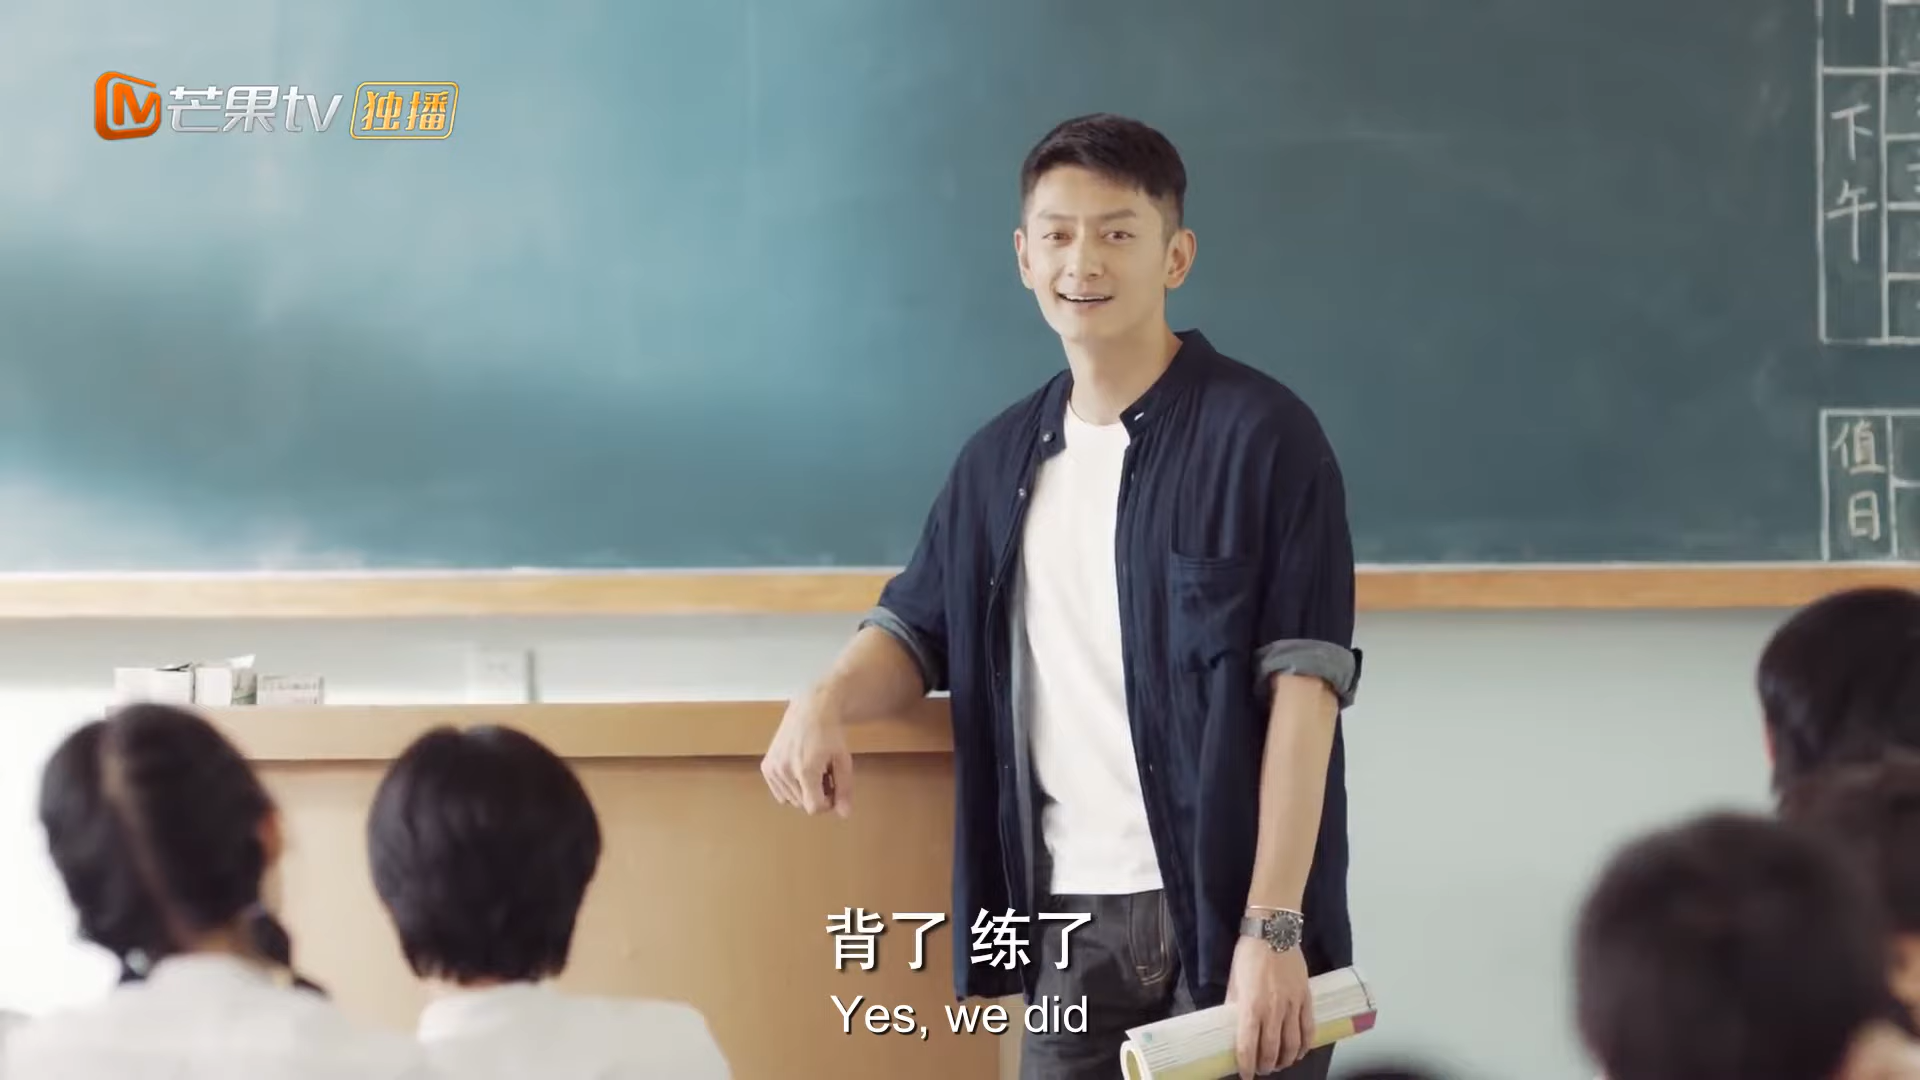 芒果tv 独播
下午
值日
背了 练了
Yes, we did